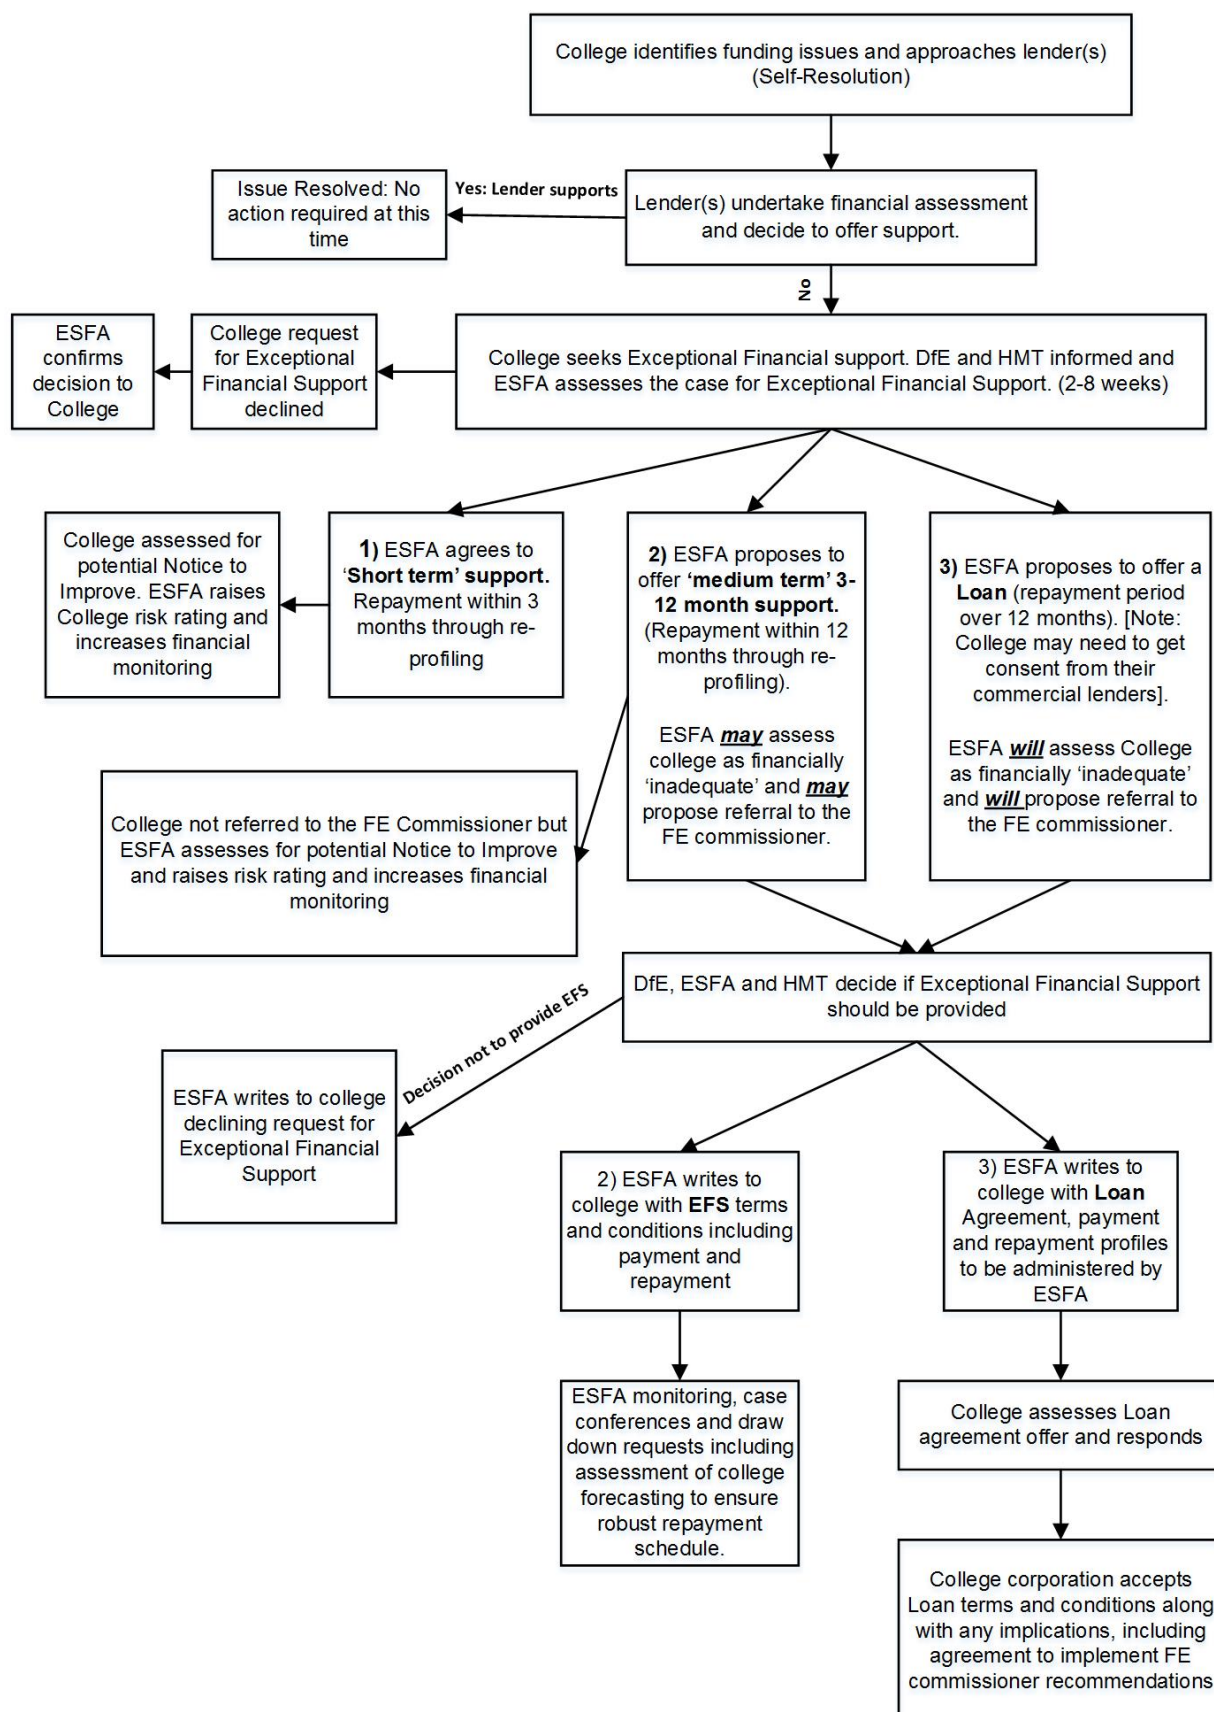 College identifies funding issues and approaches lender(s)
(Self-Resolution)
Issue Resolved: No
action required at this
time
Yes: Lender supports
Lender(s) undertake financial assessment
and decide to offer support.
No
ESFA
confirms
decision to
College
College request
for Exceptional
Financial Support
declined
College seeks Exceptional Financial support. DfE and HMT informed and
ESFA assesses the case for Exceptional Financial Support. (2-8 weeks)
College assessed for
potential Notice to
Improve. ESFA raises
College risk rating and
increases financial
monitoring
1) ESFA agrees to
‘Short term’ support.
Repayment within 3
months through re-
profiling
2) ESFA proposes to
offer ‘medium term’ 3-
12 month support.
(Repayment within 12
months through re-
profiling).
ESFA may assess
college as financially
‘inadequate’ and may
propose referral to the
FE commissioner.
3) ESFA proposes to offer a
Loan (repayment period
over 12 months). [Note:
College may need to get
consent from their
commercial lenders].
ESFA will assess College
as financially ‘inadequate’
and will propose referral to
the FE commissioner.
College not referred to the FE Commissioner but
ESFA assesses for potential Notice to Improve
and raises risk rating and increases financial
monitoring
DfE, ESFA and HMT decide if Exceptional Financial Support
should be provided
Decision not to provide EFS
ESFA writes to college
declining request for
Exceptional Financial
Support
2) ESFA writes to
college with EFS terms
and conditions including
payment and
repayment
3) ESFA writes to
college with Loan
Agreement, payment
and repayment profiles
to be administered by
ESFA
ESFA monitoring, case
conferences and draw
down requests including
assessment of college
forecasting to ensure
robust repayment
schedule.
College assesses Loan
agreement offer and responds
College corporation accepts
Loan terms and conditions along
with any implications, including
agreement to implement FE
commissioner recommendations